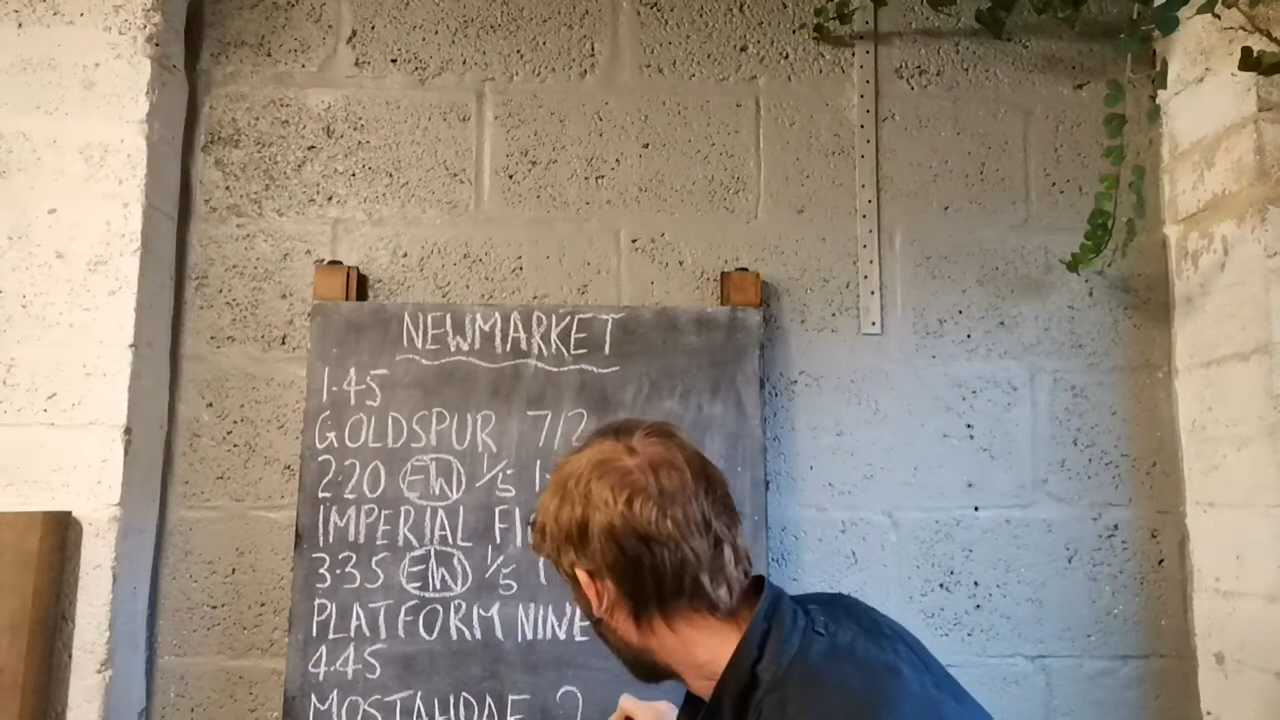 NEWMARKET
1.45
GOLDSPUR 7/2
2.20 EW 1/5
IMPERIAL
3.35 EW 1/5
PLATFORM NINE
4.45